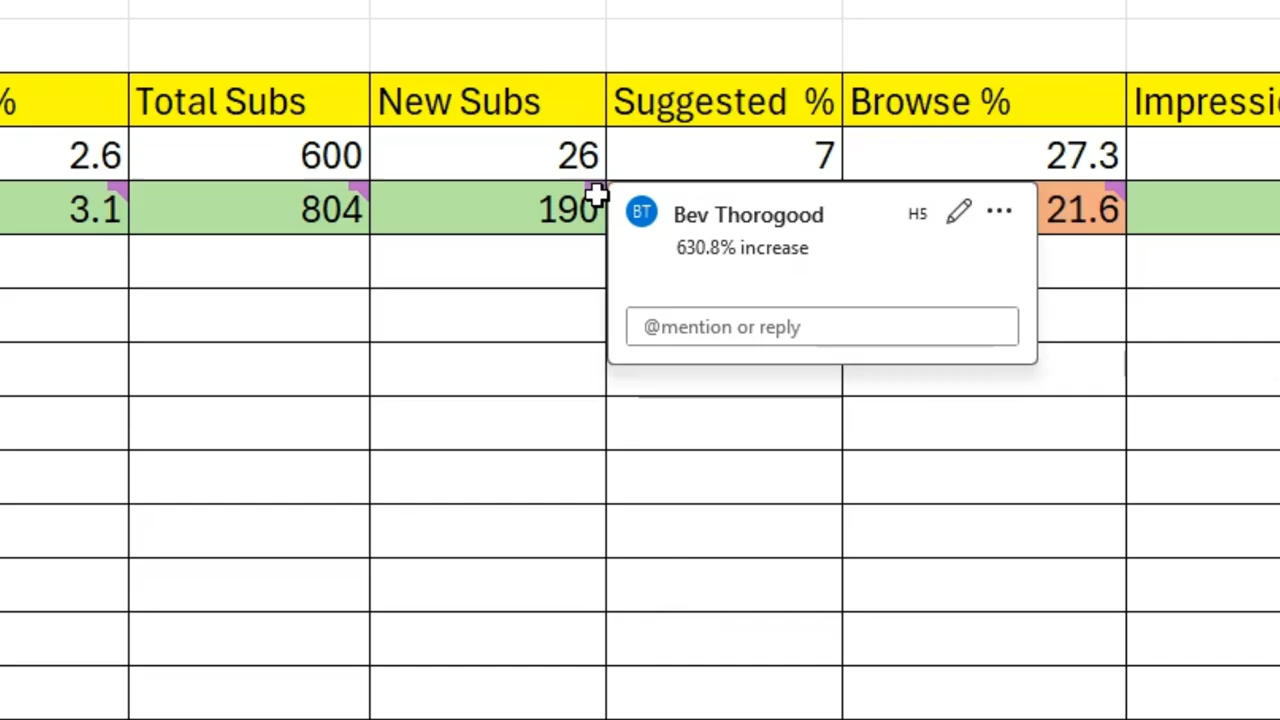 % Total Subs New Subs Suggested % Browse % Impressi
2.6 600 26 7 27.3
3.1 804 190 21.6
BT Bev Thorogood H5
630.8% increase
@mention or reply